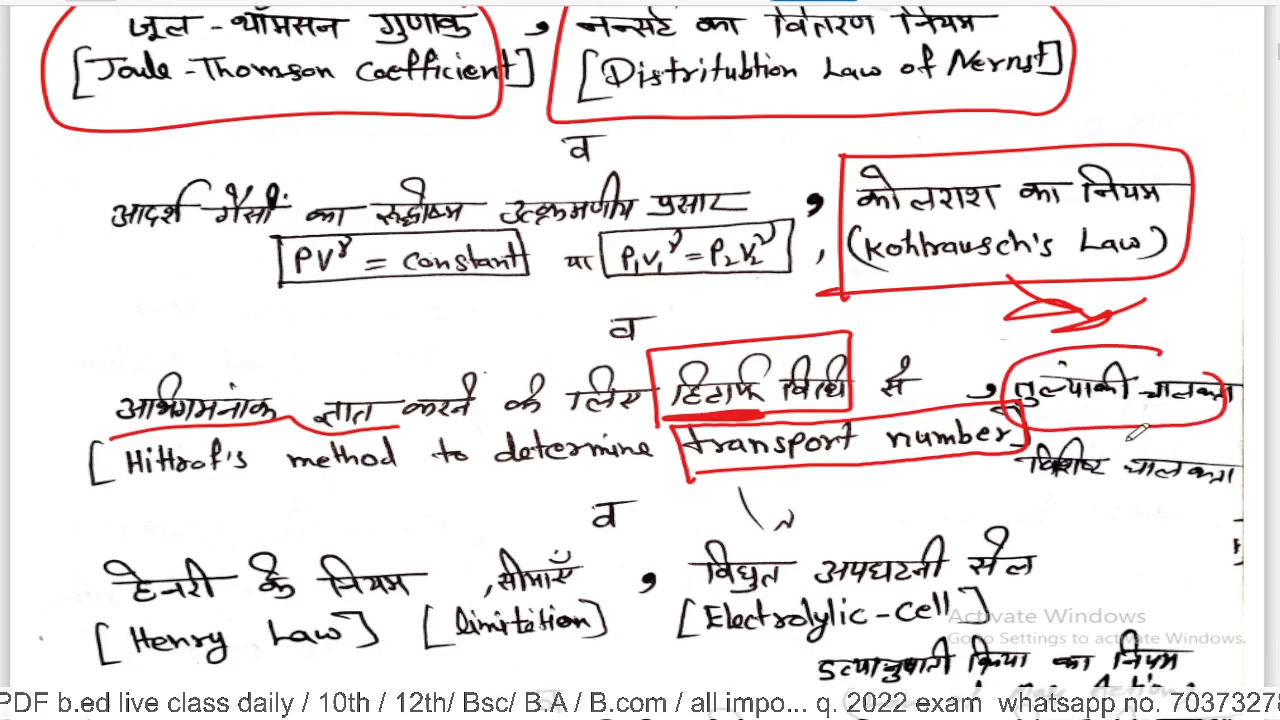 जूल - थॉमसन गुणांक , नर्न्सट का वितरण नियम
[Joule-Thomson Coefficient] [Distritubtion Law of Nernst]
व
आदर्श गैसों का रुद्धोष्म उत्क्रमणीय प्रसार , कोलराश का नियम
PVᵞ = constant या P₁V₁ᵞ = P₂V₂ᵞ , (Kohlrausch's Law)
व
अभिगमनांक ज्ञात करने के लिए हिटार्फ विधि से , तुल्यांकी चालकता
[Hittrof's method to determine transport number] विशिष्ट चालकता
व
हेनरी के नियम , सीमाएँ , विधुत अपघटनी सेल
[Henry Law] [limitation] [Electrolylic-Cell]
Activate Windows
Go to Settings to activate Windows.
क्रिया का नियम
PDF b.ed live class daily / 10th / 12th/ Bsc/ B.A / B.com / all impo... q. 2022 exam whatsapp no. 7037327